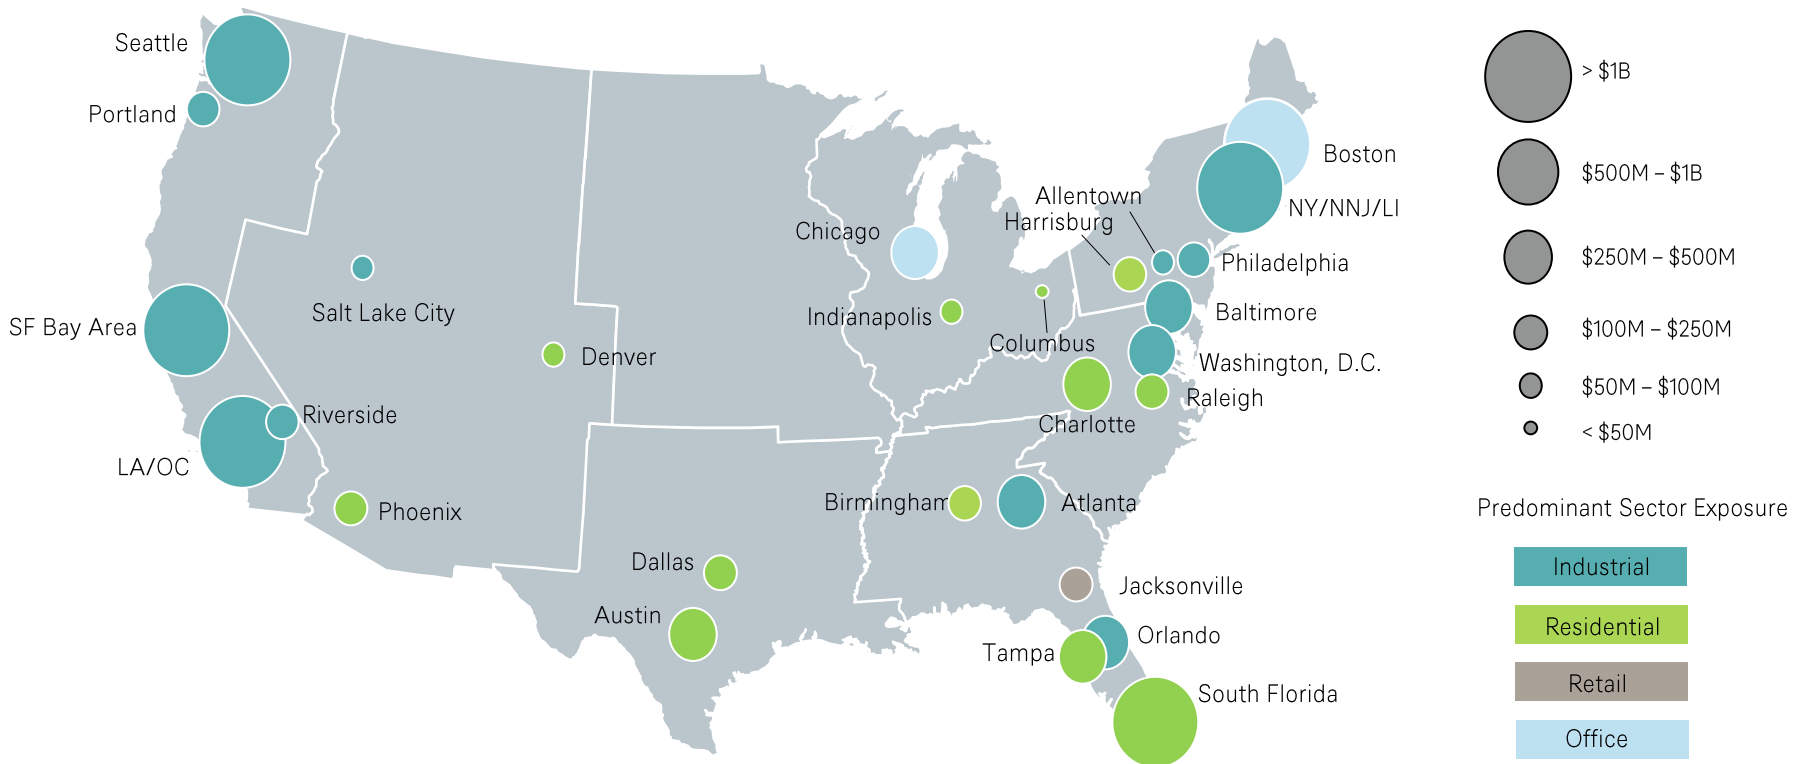 Seattle
Portland
SF Bay Area
LA/OC
Riverside
Salt Lake City
Denver
Phoenix
Dallas
Austin
Chicago
Indianapolis
Columbus
Allentown
Harrisburg
Boston
NY/NNJ/LI
Philadelphia
Baltimore
Washington, D.C.
Raleigh
Charlotte
Birmingham
Atlanta
Jacksonville
Orlando
Tampa
South Florida
> $1B
$500M – $1B
$250M – $500M
$100M – $250M
$50M – $100M
< $50M
Predominant Sector Exposure
Industrial
Residential
Retail
Office